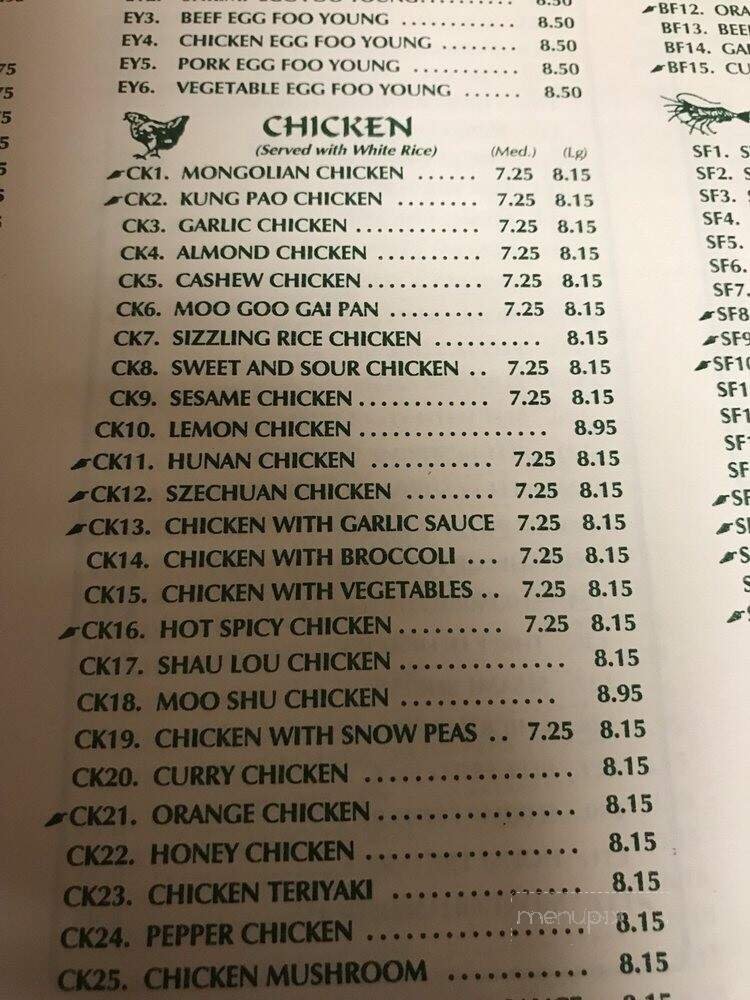 EY3. BEEF EGG FOO YOUNG ........... 8.50
EY4. CHICKEN EGG FOO YOUNG ....... 8.50
EY5. PORK EGG FOO YOUNG ........... 8.50
EY6. VEGETABLE EGG FOO YOUNG ...... 8.50
CHICKEN
(Served with White Rice) (Med.) (Lg)
CK1. MONGOLIAN CHICKEN ...... 7.25 8.15
CK2. KUNG PAO CHICKEN ........ 7.25 8.15
CK3. GARLIC CHICKEN .......... 7.25 8.15
CK4. ALMOND CHICKEN .......... 7.25 8.15
CK5. CASHEW CHICKEN ........... 7.25 8.15
CK6. MOO GOO GAI PAN ......... 7.25 8.15
CK7. SIZZLING RICE CHICKEN .......... 8.15
CK8. SWEET AND SOUR CHICKEN .. 7.25 8.15
CK9. SESAME CHICKEN ............ 7.25 8.15
CK10. LEMON CHICKEN .................. 8.95
CK11. HUNAN CHICKEN ........... 7.25 8.15
CK12. SZECHUAN CHICKEN ........ 7.25 8.15
CK13. CHICKEN WITH GARLIC SAUCE 7.25 8.15
CK14. CHICKEN WITH BROCCOLI ... 7.25 8.15
CK15. CHICKEN WITH VEGETABLES .. 7.25 8.15
CK16. HOT SPICY CHICKEN ......... 7.25 8.15
CK17. SHAU LOU CHICKEN .............. 8.15
CK18. MOO SHU CHICKEN ............. 8.95
CK19. CHICKEN WITH SNOW PEAS .. 7.25 8.15
CK20. CURRY CHICKEN ................. 8.15
CK21. ORANGE CHICKEN ................ 8.15
CK22. HONEY CHICKEN ................. 8.15
CK23. CHICKEN TERIYAKI ............... 8.15
CK24. PEPPER CHICKEN ................. 8.15
CK25. CHICKEN MUSHROOM ........... 8.15
BF12.
BF13.
BF14.
BF15.
SF1.
SF2.
SF3.
SF4.
SF5.
SF6.
SF7.
menupix